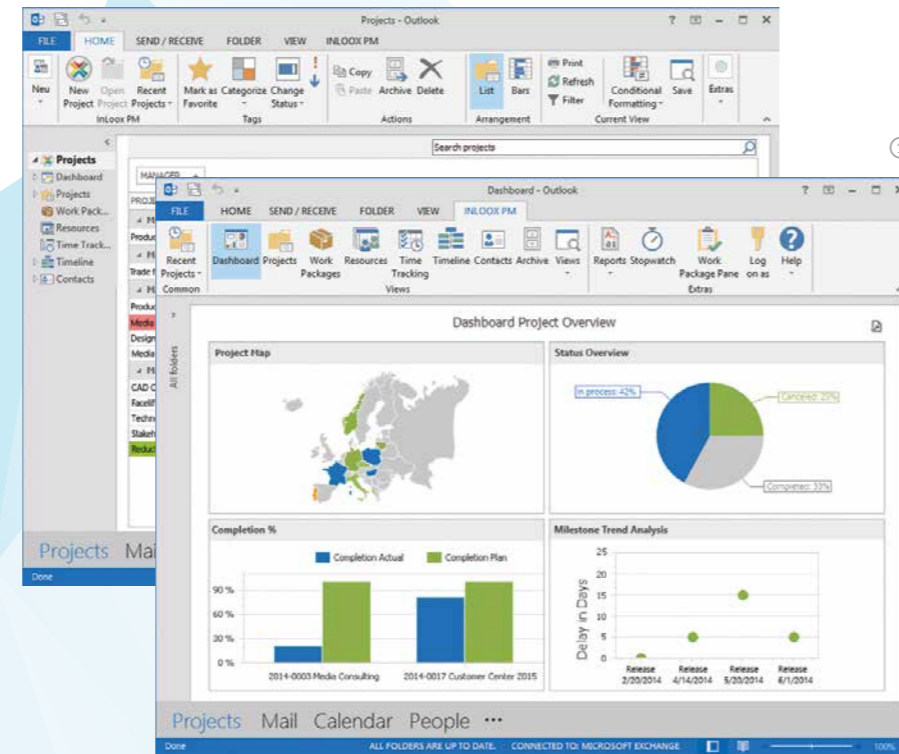 Projects - Outlook
FILE HOME SEND / RECEIVE FOLDER VIEW INLOOX PM
Neu
New Project
Open Project
Recent Projects
Mark as Favorite
Categorize
Change Status
Copy
Paste
Archive Delete
List Bars
Print
Refresh
Filter
Conditional Formatting
Save
Extras
InLoox PM Tags Actions Arrangement Current View
Search projects
Projects
Dashboard
Projects
Work Pack...
Resources
Time Track...
Timeline
Contacts
MANAGER
Media
Design
Media
CAD C
Projects
Done
Dashboard - Outlook
FILE HOME SEND / RECEIVE FOLDER VIEW INLOOX PM
Recent Projects
Dashboard
Projects
Work Packages
Resources
Time Tracking
Timeline Contacts Archive Views
Reports Stopwatch
Work Package Pane
Log on as
Help
Common Views Extras
All folders
Dashboard Project Overview
Project Map
Status Overview
In process: 42%
Canceled: 25%
Completed: 33%
Completion %
Completion Actual Completion Plan
90 %
60 %
30 %
0 %
2014-0003 Media Consulting 2014-0017 Customer Center 2015
Milestone Trend Analysis
Delay in Days
25
20
15
10
5
0
Release 2/20/2014
Release 4/14/2014
Release 5/20/2014
Release 6/1/2014
Projects Mail Calendar People •••
Done ALL FOLDERS ARE UP TO DATE. CONNECTED TO: MICROSOFT EXCHANGE 100%